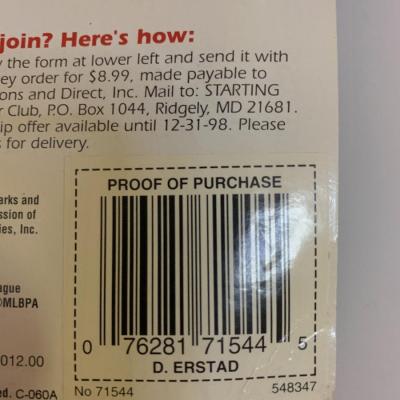 join? Here's how:
the form at lower left and send it with
ey order for $8.99, made payable to
ons and Direct, Inc. Mail to: STARTING
r Club, P.O. Box 1044, Ridgely, MD 21681.
ip offer available until 12-31-98. Please
s for delivery.
arks and
ssion of
ies, Inc.
ague
©MLBPA
012.00
ed. C-060A
PROOF OF PURCHASE
0 76281 71544 5
D. ERSTAD
No 71544 548347